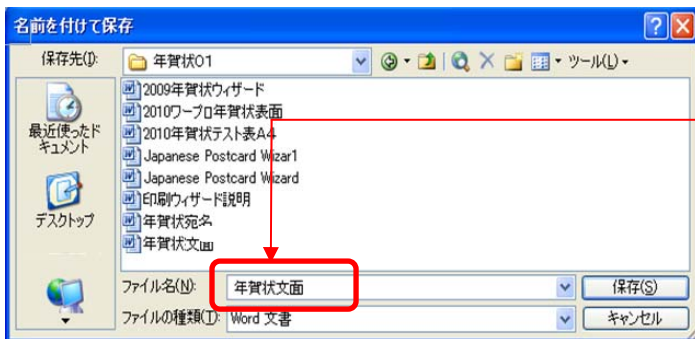 名前を付けて保存
保存先(I): 年賀状01 ツール(L)
最近使ったドキュメント
デスクトップ
2009年賀状ウィザード
2010ワープロ年賀状表面
2010年賀状テスト表A4
Japanese Postcard Wizar1
Japanese Postcard Wizard
印刷ウィザード説明
年賀状宛名
年賀状文面
ファイル名(N): 年賀状文面 保存(S)
ファイルの種類(T): Word 文書 キャンセル